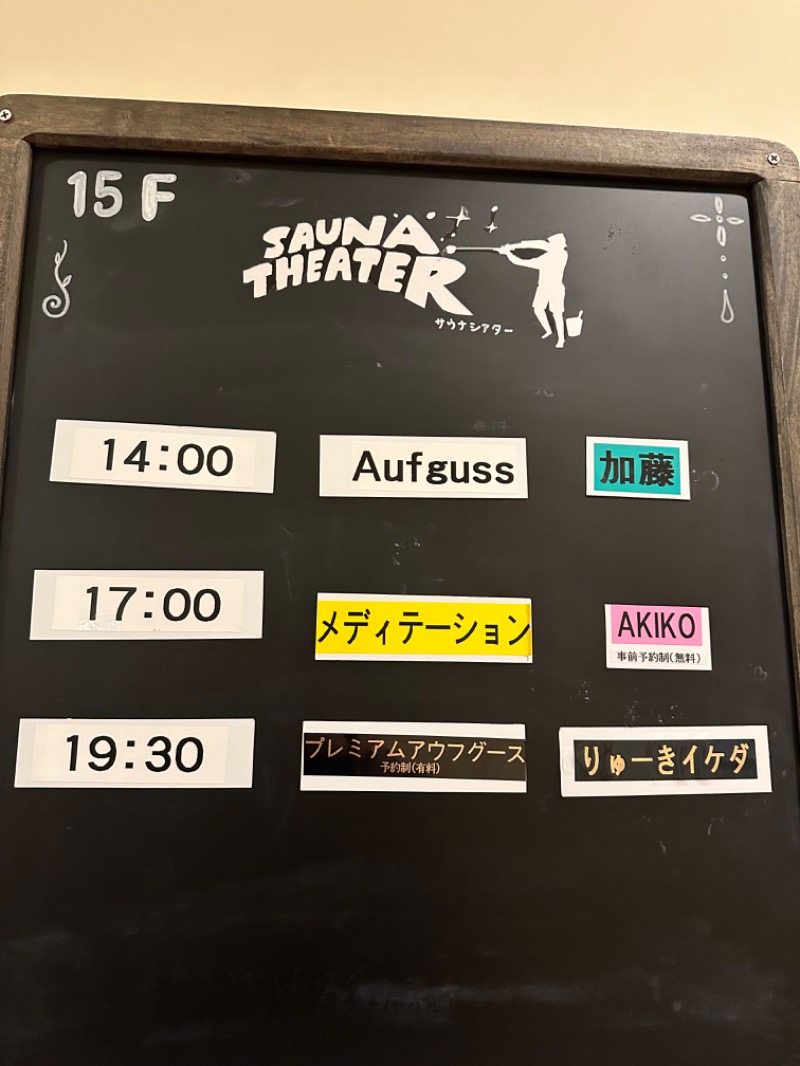 15F
SAUNA
THEATER
サウナシアター
14:00 Aufguss 加藤
17:00 メディテーション AKIKO
事前予約制(無料)
19:30 プレミアムアウフグース りゅーきイケダ
予約制(有料)